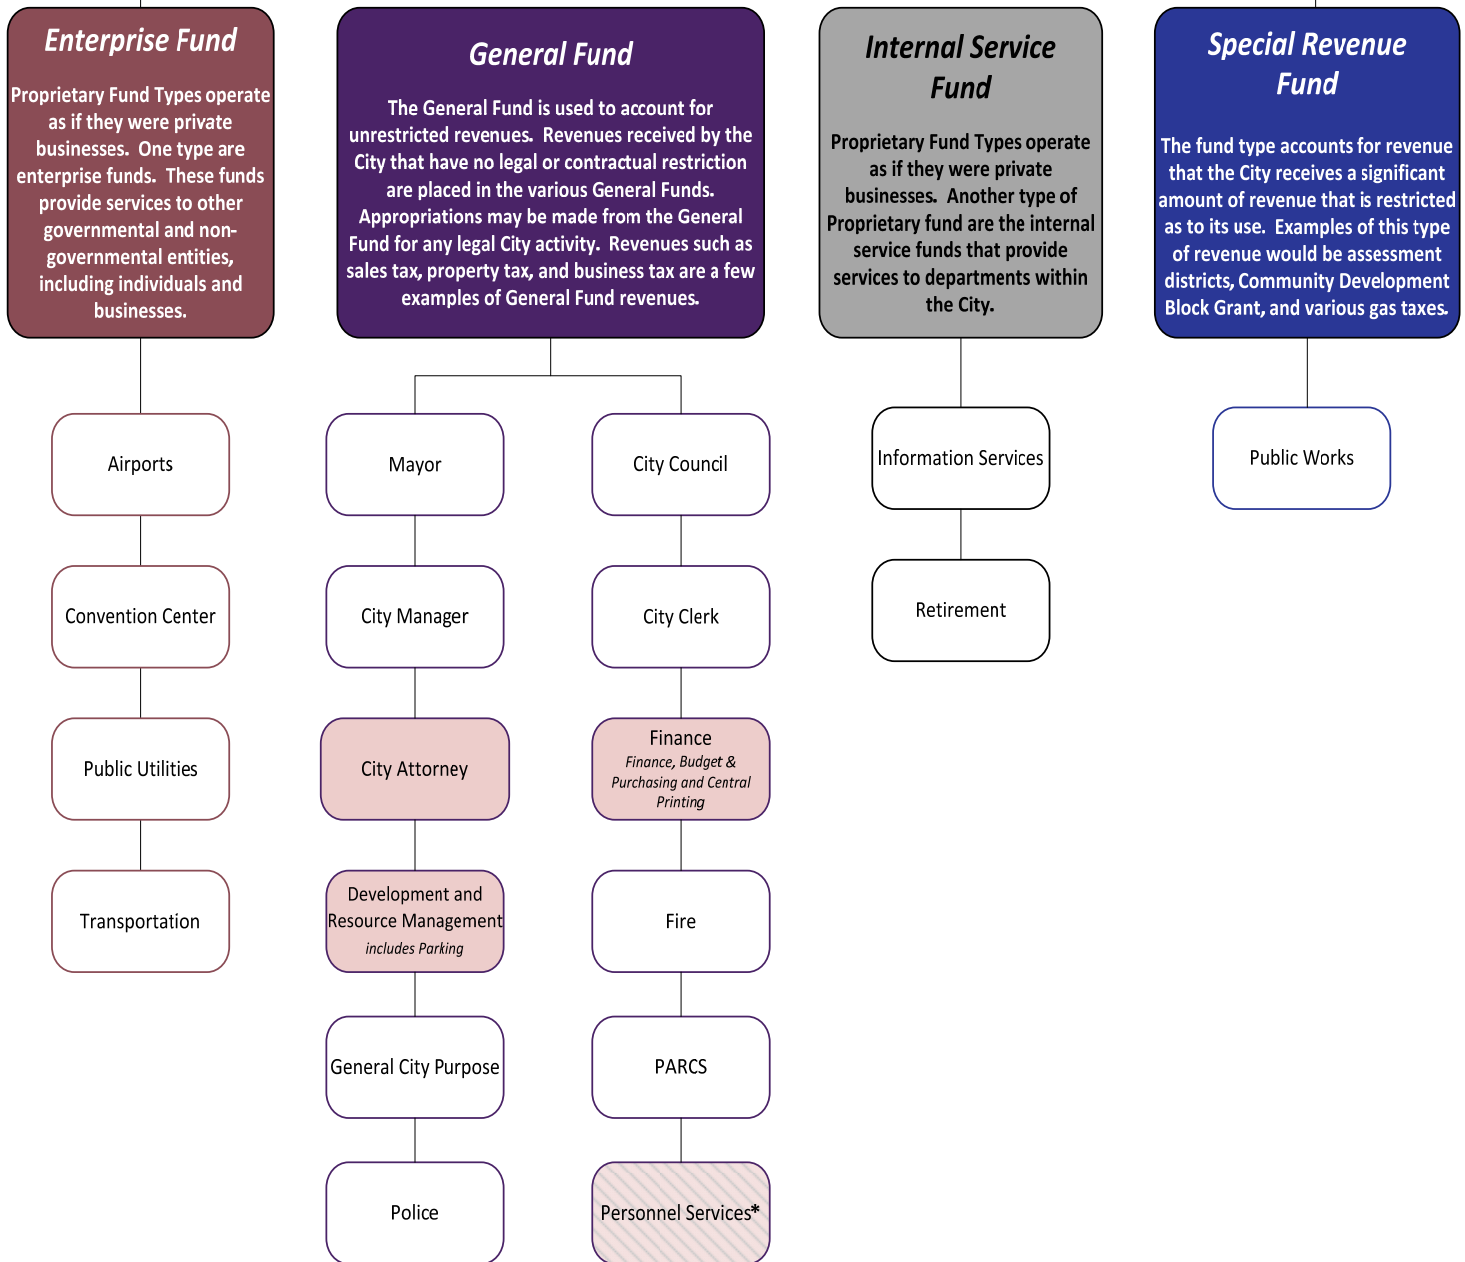 Enterprise Fund
Proprietary Fund Types operate
as if they were private
businesses.  One type are
enterprise funds.  These funds
provide services to other
governmental and non-
governmental entities,
including individuals and
businesses.
General Fund
The General Fund is used to account for
unrestricted revenues.  Revenues received by the
City that have no legal or contractual restriction
are placed in the various General Funds.
Appropriations may be made from the General
Fund for any legal City activity.  Revenues such as
sales tax, property tax, and business tax are a few
examples of General Fund revenues.
Internal Service
Fund
Proprietary Fund Types operate
as if they were private
businesses.  Another type of
Proprietary fund are the internal
service funds that provide
services to departments within
the City.
Special Revenue
Fund
The fund type accounts for revenue
that the City receives a significant
amount of revenue that is restricted
as to its use.  Examples of this type
of revenue would be assessment
districts, Community Development
Block Grant, and various gas taxes.
Airports
Convention Center
Public Utilities
Transportation
Mayor
City Manager
City Attorney
Development and
Resource Management
includes Parking
General City Purpose
Police
City Council
City Clerk
Finance
Finance, Budget &
Purchasing and Central
Printing
Fire
PARCS
Personnel Services*
Information Services
Retirement
Public Works